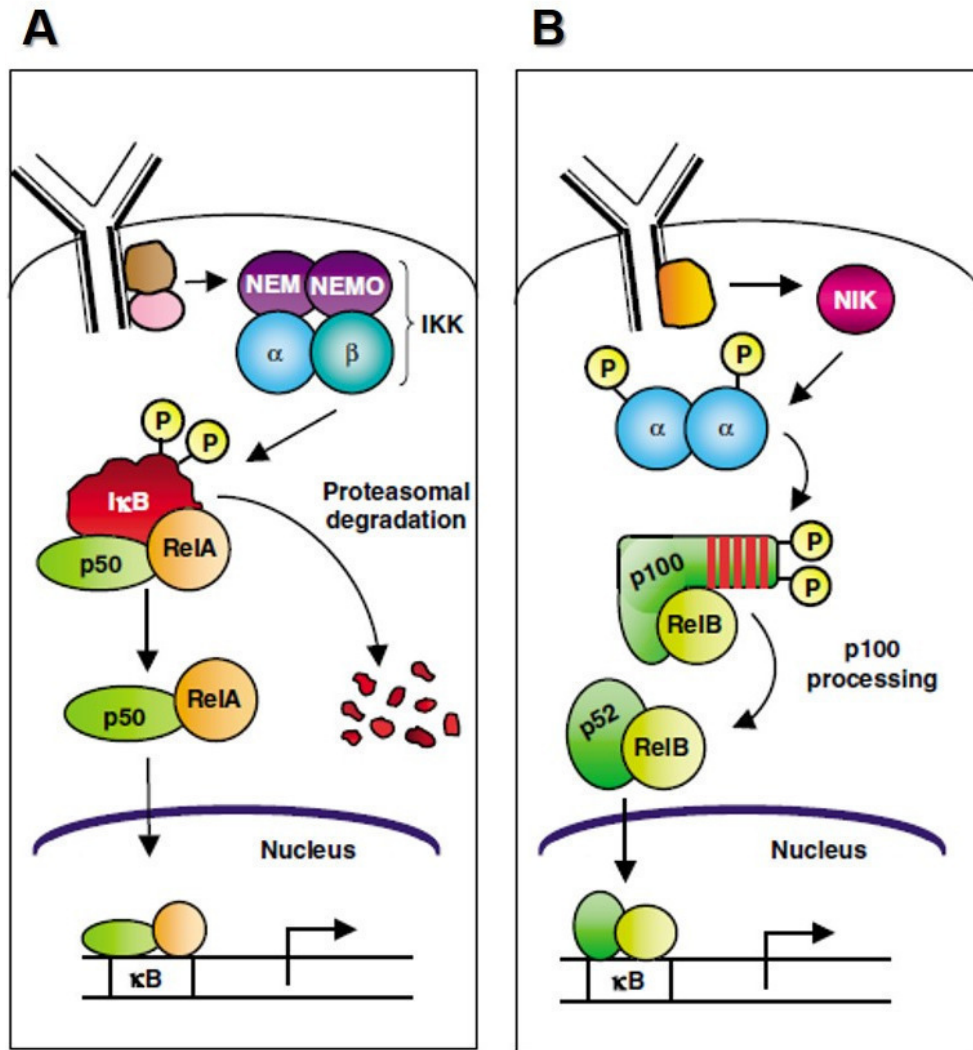 A
NEM NEMO
IKK
α β
P
P
IκB
RelA
p50
Proteasomal
degradation
RelA
p50
Nucleus
κB
B
NIK
P
P
α α
P
p100
P
RelB
p100
processing
p52
RelB
Nucleus
κB